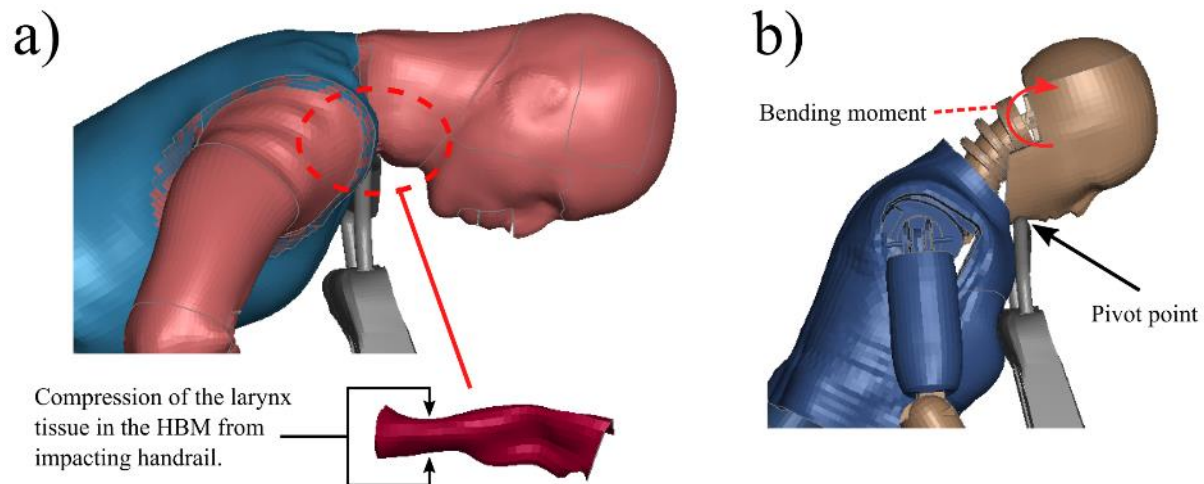 a)
Compression of the larynx
tissue in the HBM from
impacting handrail.
b)
Bending moment
Pivot point